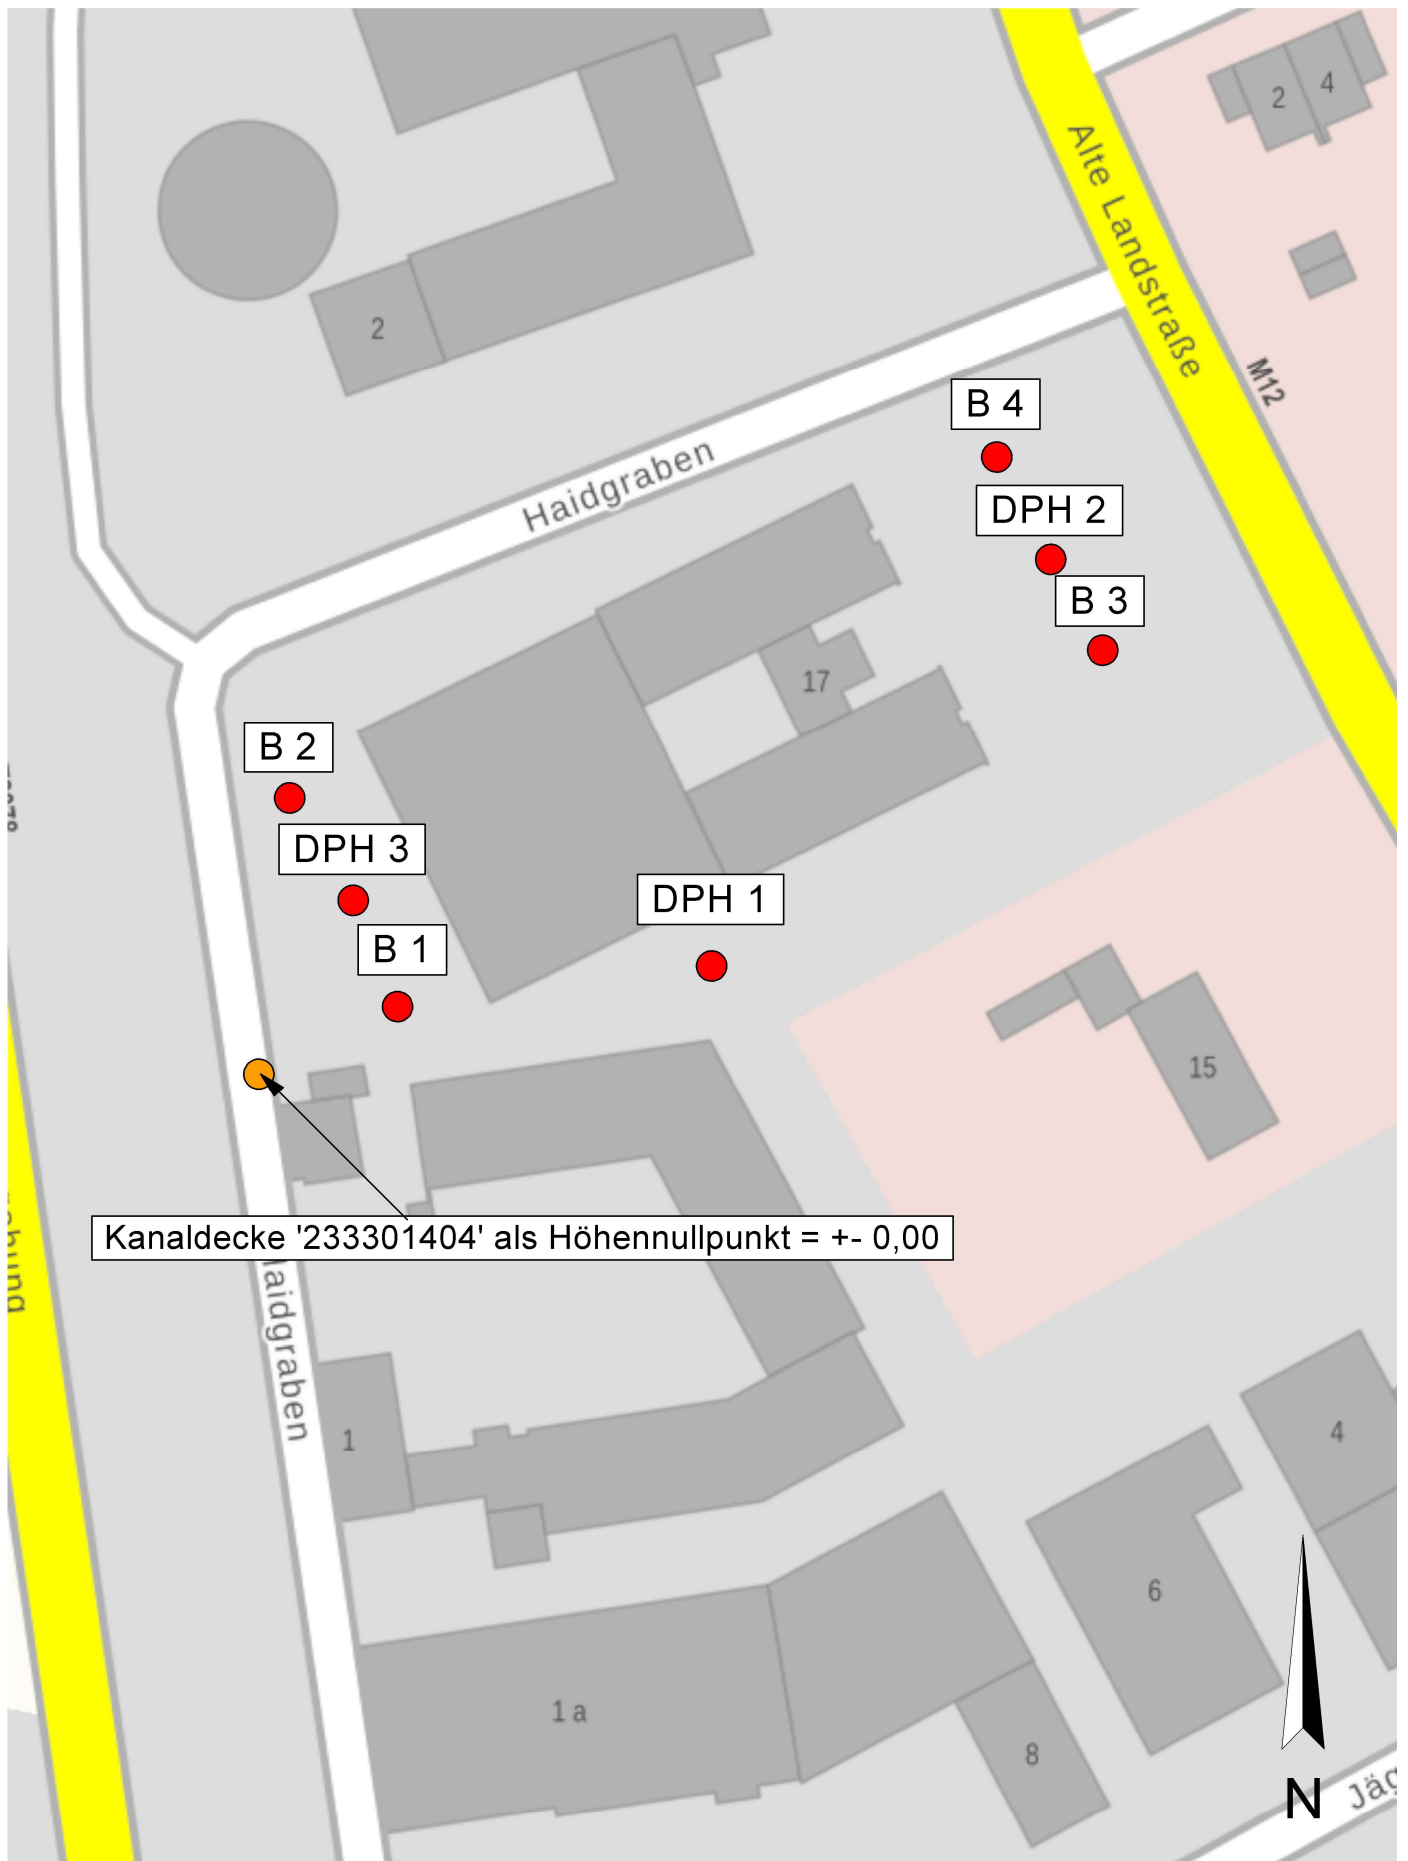 2
4
Alte Landstraße
2
M12
B 4
Haidgraben
DPH 2
B 3
17
B 2
DPH 3
DPH 1
B 1
15
Kanaldecke '233301404' als Höhennullpunkt = +- 0,00
Haidgraben
1
4
6
1 a
8
N
Jäg